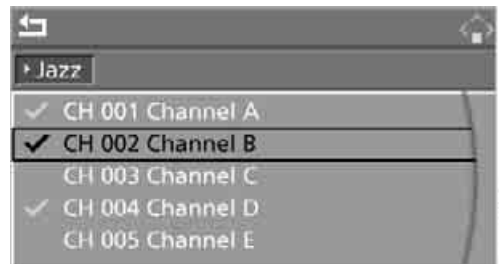 Jazz
CH 001 Channel A
CH 002 Channel B
CH 003 Channel C
CH 004 Channel D
CH 005 Channel E